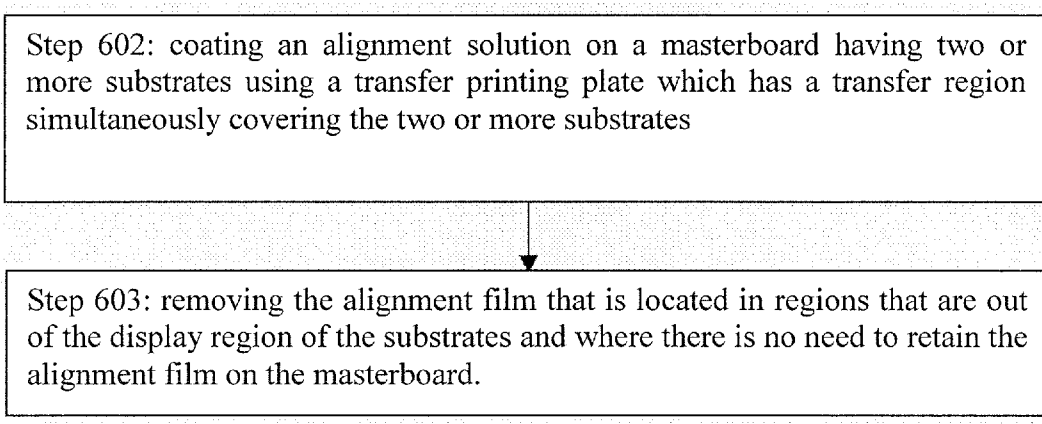 Step 602: coating an alignment solution on a masterboard having two or
more substrates using a transfer printing plate which has a transfer region
simultaneously covering the two or more substrates
Step 603: removing the alignment film that is located in regions that are out
of the display region of the substrates and where there is no need to retain the
alignment film on the masterboard.